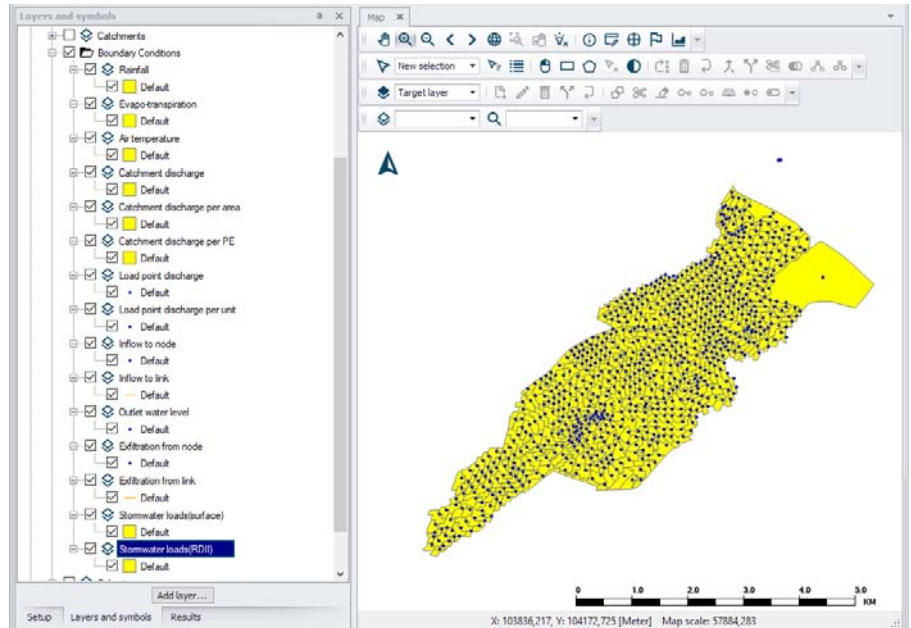 Layers and symbols
Catchments
Boundary Conditions
Rainfall
Default
Evapo-transpiration
Default
Air temperature
Default
Catchment discharge
Default
Catchment discharge per area
Default
Catchment discharge per PE
Default
Load point discharge
Default
Load point discharge per unit
Default
Inflow to node
Default
Inflow to link
Default
Outlet water level
Default
Exfiltration from node
Default
Exfiltration from link
Default
Stormwater loads(surface)
Default
Stormwater loads(RDII)
Default
Add layer...
Setup Layers and symbols Results
Map
New selection
Target layer
0 1.0 2.0 3.0 4.0 5.0
KM
X: 103836,217, Y: 104172,725 [Meter] Map scale: 57884,283